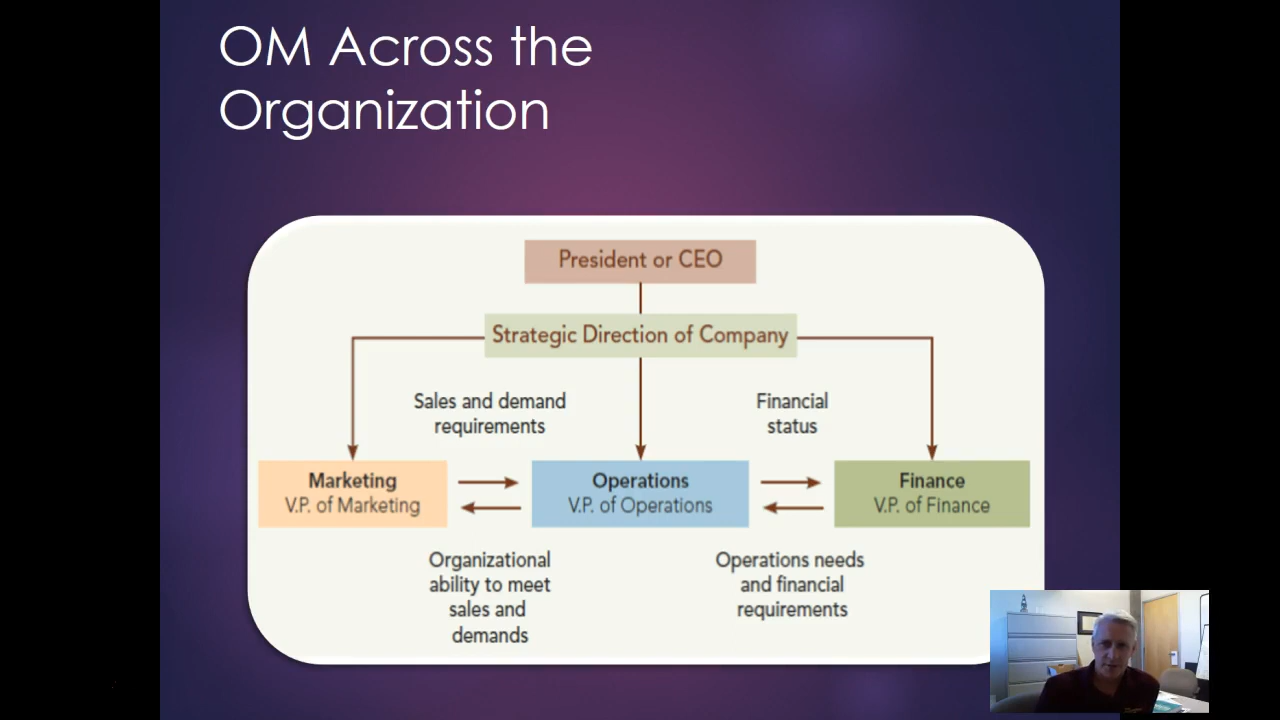 OM Across the
Organization
President or CEO
Strategic Direction of Company
Sales and demand
requirements
Financial
status
Marketing
V.P. of Marketing
Operations
V.P. of Operations
Finance
V.P. of Finance
Organizational
ability to meet
sales and
demands
Operations needs
and financial
requirements